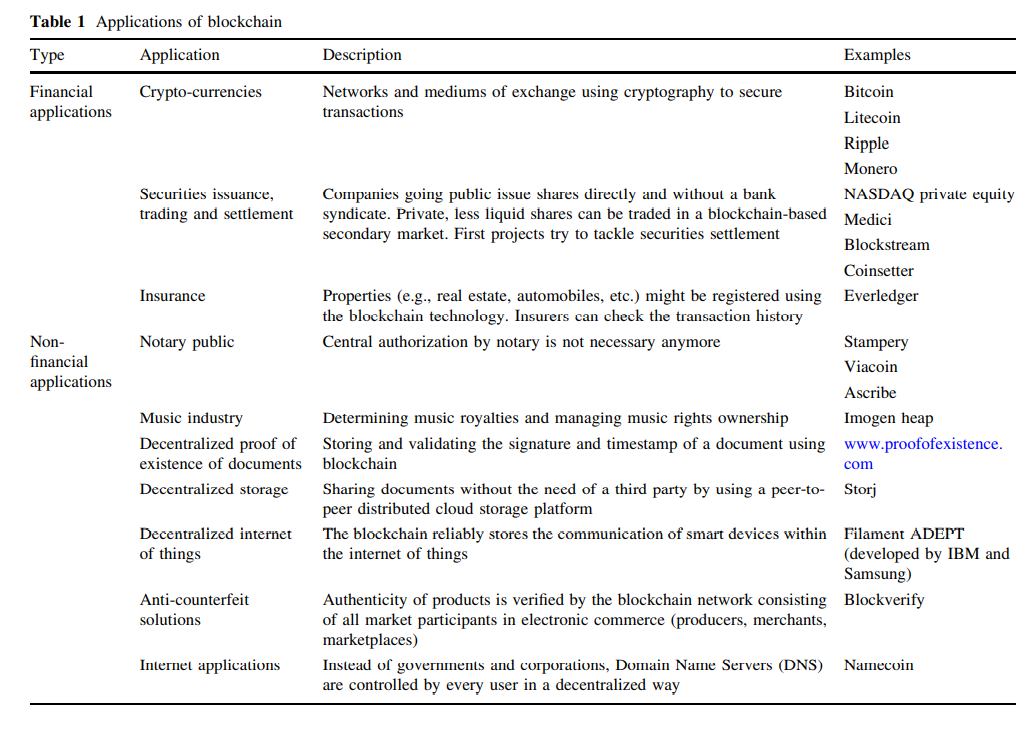 Table 1 Applications of blockchain
Type Application Description Examples
Financial applications Crypto-currencies Networks and mediums of exchange using cryptography to secure transactions Bitcoin
Litecoin
Ripple
Monero
Securities issuance, trading and settlement Companies going public issue shares directly and without a bank syndicate. Private, less liquid shares can be traded in a blockchain-based secondary market. First projects try to tackle securities settlement NASDAQ private equity
Medici
Blockstream
Coinsetter
Insurance Properties (e.g., real estate, automobiles, etc.) might be registered using the blockchain technology. Insurers can check the transaction history Everledger
Non-financial applications Notary public Central authorization by notary is not necessary anymore Stampery
Viacoin
Ascribe
Music industry Determining music royalties and managing music rights ownership Imogen heap
Decentralized proof of existence of documents Storing and validating the signature and timestamp of a document using blockchain www.proofofexistence.com
Decentralized storage Sharing documents without the need of a third party by using a peer-to-peer distributed cloud storage platform Storj
Decentralized internet of things The blockchain reliably stores the communication of smart devices within the internet of things Filament ADEPT (developed by IBM and Samsung)
Anti-counterfeit solutions Authenticity of products is verified by the blockchain network consisting of all market participants in electronic commerce (producers, merchants, marketplaces) Blockverify
Internet applications Instead of governments and corporations, Domain Name Servers (DNS) are controlled by every user in a decentralized way Namecoin